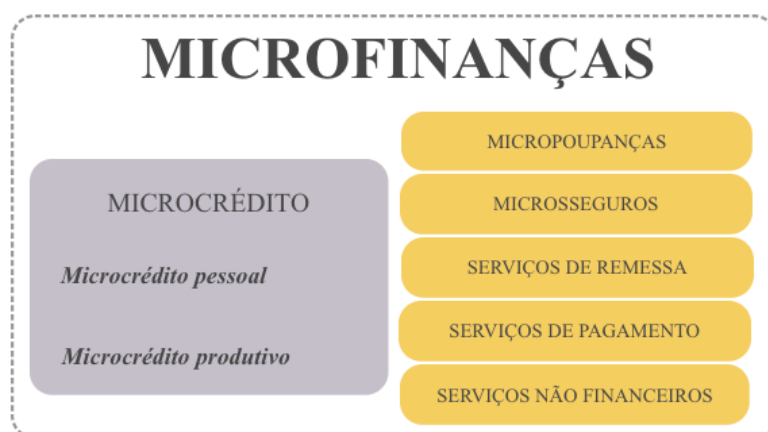 MICROFINANÇAS
MICROCRÉDITO
Microcrédito pessoal
Microcrédito produtivo
MICROPOUPANÇAS
MICROSSEGUROS
SERVIÇOS DE REMESSA
SERVIÇOS DE PAGAMENTO
SERVIÇOS NÃO FINANCEIROS